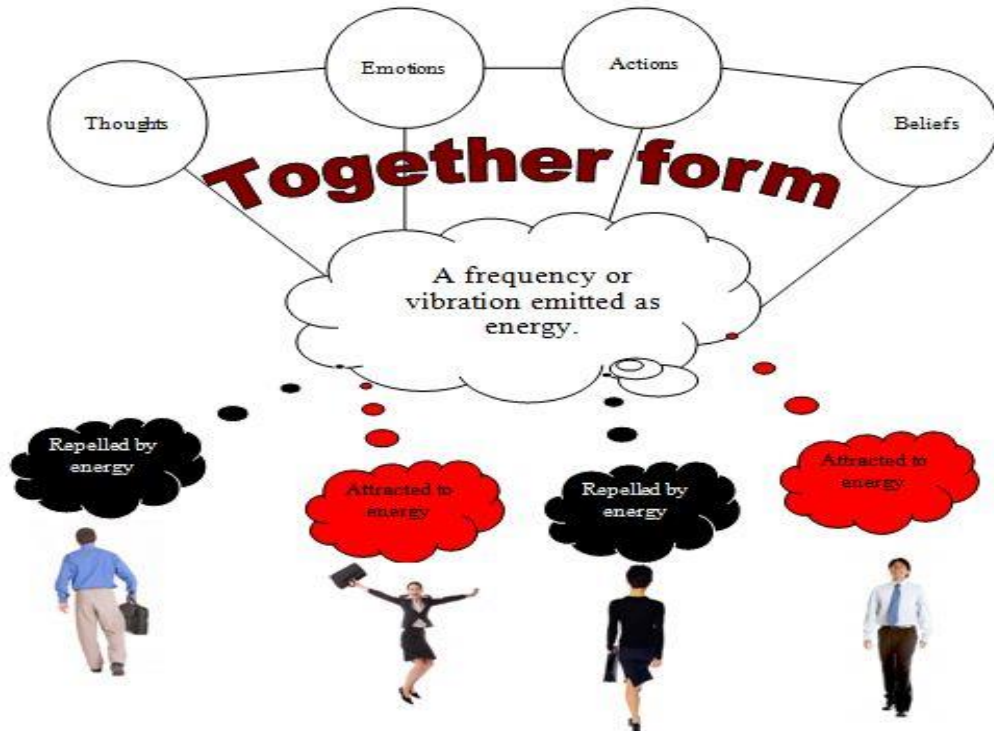 Emotions
Actions
Thoughts
Beliefs
Together form
A frequency or
vibration emitted as
energy.
Repelled by
energy
Attracted to
energy
Repelled by
energy
Attracted to
energy